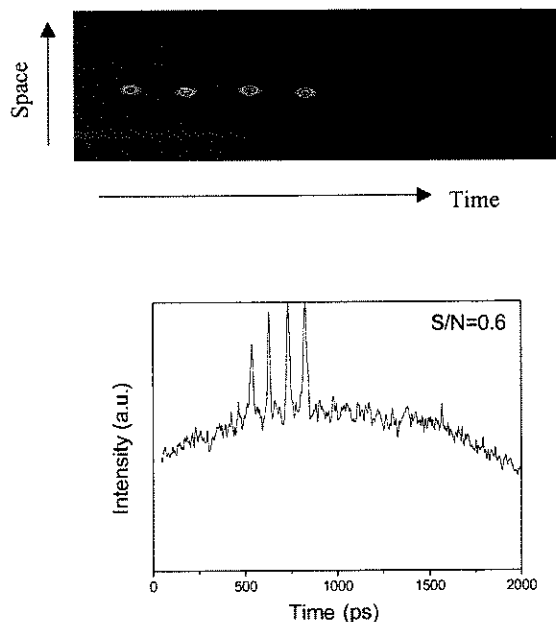 Space
Time
S/N=0.6
Intensity (a.u.)
0
500
1000
1500
2000
Time (ps)